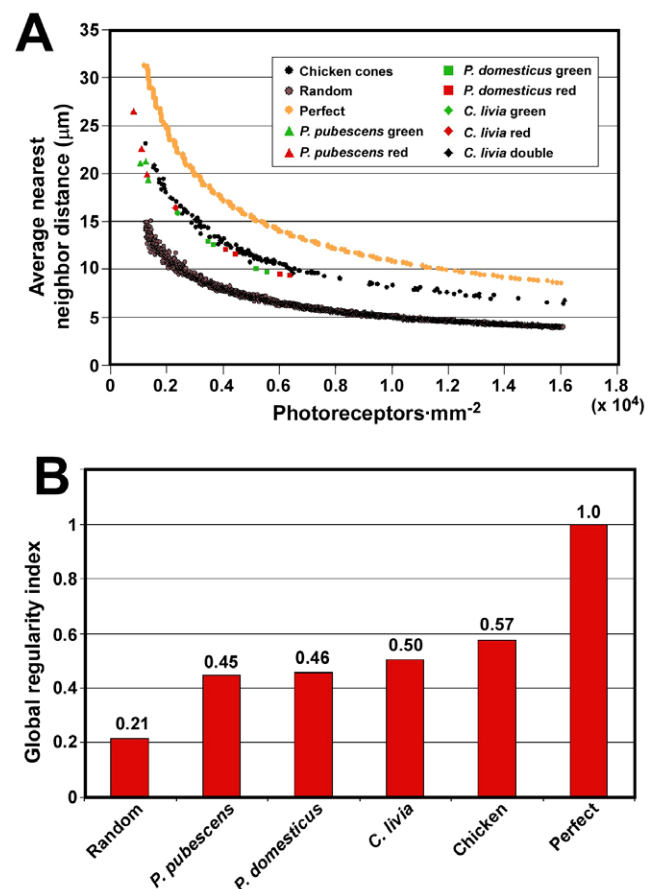 A
35
30
25
20
15
10
5
0
Average nearest
neighbor distance (μm)
Chicken cones
Random
Perfect
P. pubescens green
P. pubescens red
P. domesticus green
P. domesticus red
C. livia green
C. livia red
C. livia double
0 0.2 0.4 0.6 0.8 1.0 1.2 1.4 1.6 1.8
(x 10⁴)
Photoreceptors·mm⁻²
B
Global regularity index
1
0.8
0.6
0.4
0.2
0
0.21
0.45
0.46
0.50
0.57
1.0
Random
P. pubescens
P. domesticus
C. livia
Chicken
Perfect